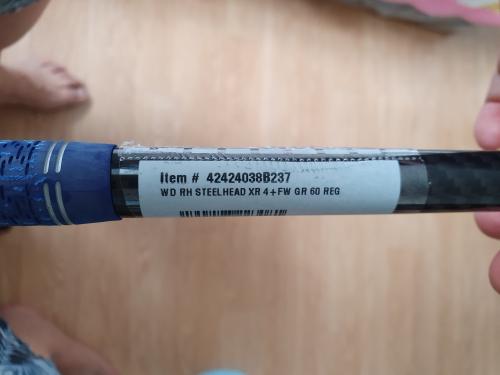 Item # 42424038B237
WD RH STEELHEAD XR 4+FW GR 60 REG